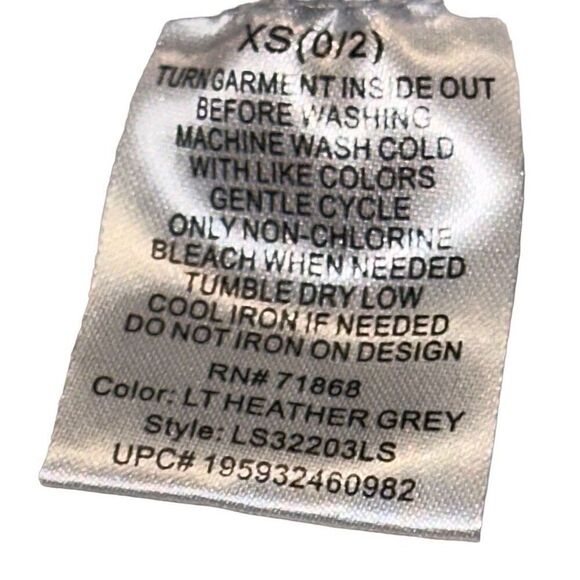 XS(0/2)
TURN GARMENT INSIDE OUT
BEFORE WASHING
MACHINE WASH COLD
WITH LIKE COLORS
GENTLE CYCLE
ONLY NON-CHLORINE
BLEACH WHEN NEEDED
TUMBLE DRY LOW
COOL IRON IF NEEDED
DO NOT IRON ON DESIGN
RN# 71868
Color: LT HEATHER GREY
Style: LS32203LS
UPC# 195932460982